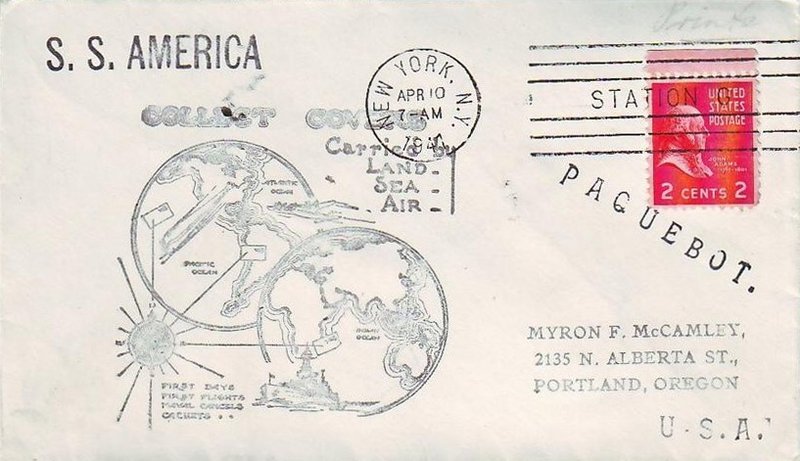 S. S. AMERICA
NEW YORK, N.Y.
APR 10
7 AM
STATION
UNITED
STATES
POSTAGE
JOHN
ADAMS
2 CENTS 2
PAQUEBOT.
COLLECT COVERS
Carried by
LAND -
SEA -
AIR -
ATLANTIC
OCEAN
PACIFIC
OCEAN
OCEAN
FIRST DAYS
FIRST FLIGHTS
NAVAL CANCELS
CACHETS . .
MYRON F. McCAMLEY,
2135 N. ALBERTA ST.,
PORTLAND, OREGON
U. S. A.